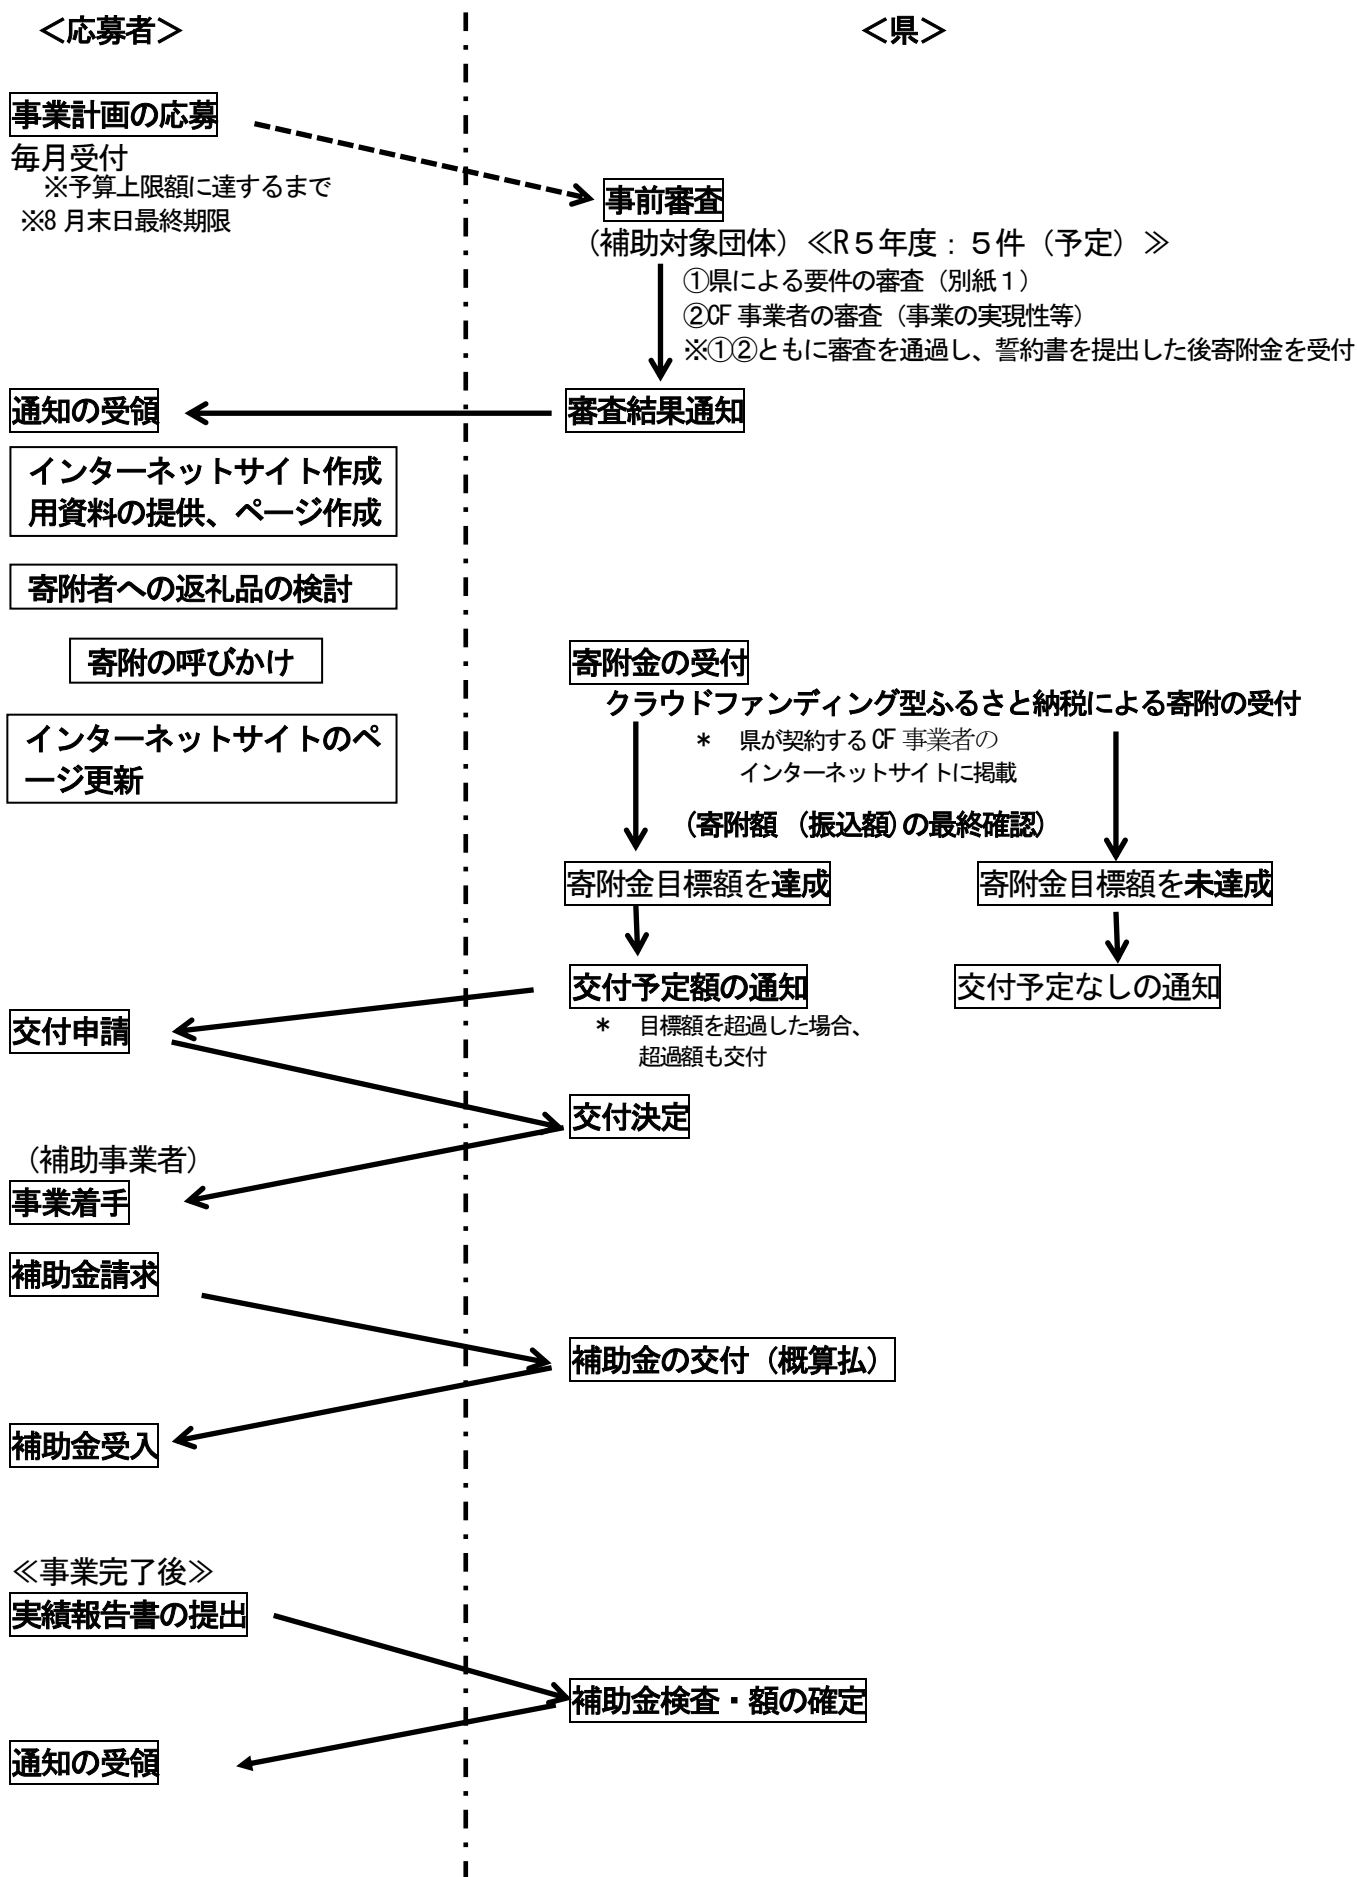 ＜応募者＞
＜県＞
事業計画の応募
毎月受付
※予算上限額に達するまで
※8月末日最終期限
事前審査
（補助対象団体）≪R５年度：５件（予定）≫
①県による要件の審査（別紙１）
②CF事業者の審査（事業の実現性等）
※①②ともに審査を通過し、誓約書を提出した後寄附金を受付
通知の受領
審査結果通知
インターネットサイト作成
用資料の提供、ページ作成
寄附者への返礼品の検討
寄附の呼びかけ
寄附金の受付
クラウドファンディング型ふるさと納税による寄附の受付
インターネットサイトのペ
ージ更新
＊　県が契約するCF事業者の
インターネットサイトに掲載
（寄附額（振込額）の最終確認）
寄附金目標額を達成
寄附金目標額を未達成
交付予定額の通知
交付予定なしの通知
＊　目標額を超過した場合、
超過額も交付
交付申請
交付決定
（補助事業者）
事業着手
補助金請求
補助金の交付（概算払）
補助金受入
≪事業完了後≫
実績報告書の提出
補助金検査・額の確定
通知の受領